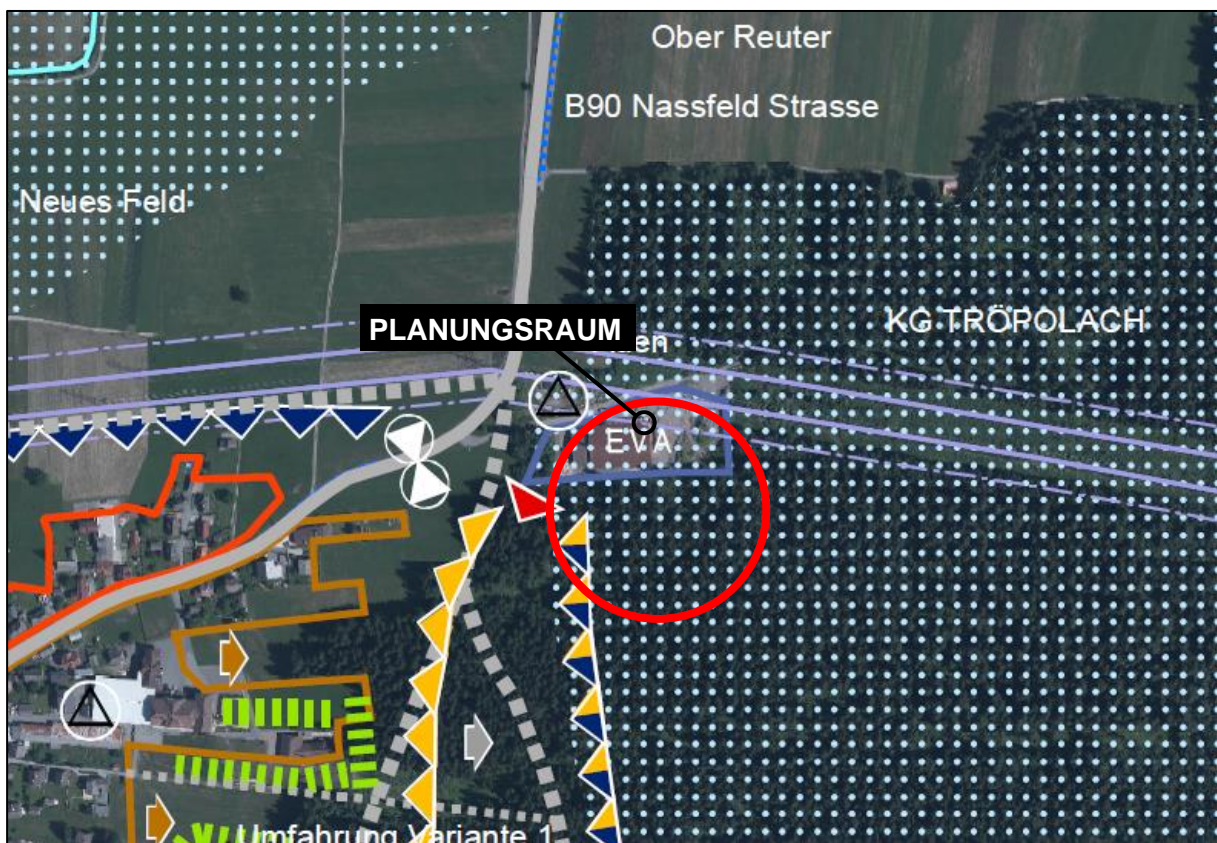 Ober Reuter
B90 Nassfeld Strasse
Neues Feld
KG TRÖPOLACH
PLANUNGSRAUM
EVA
Umfahrung Variante 1